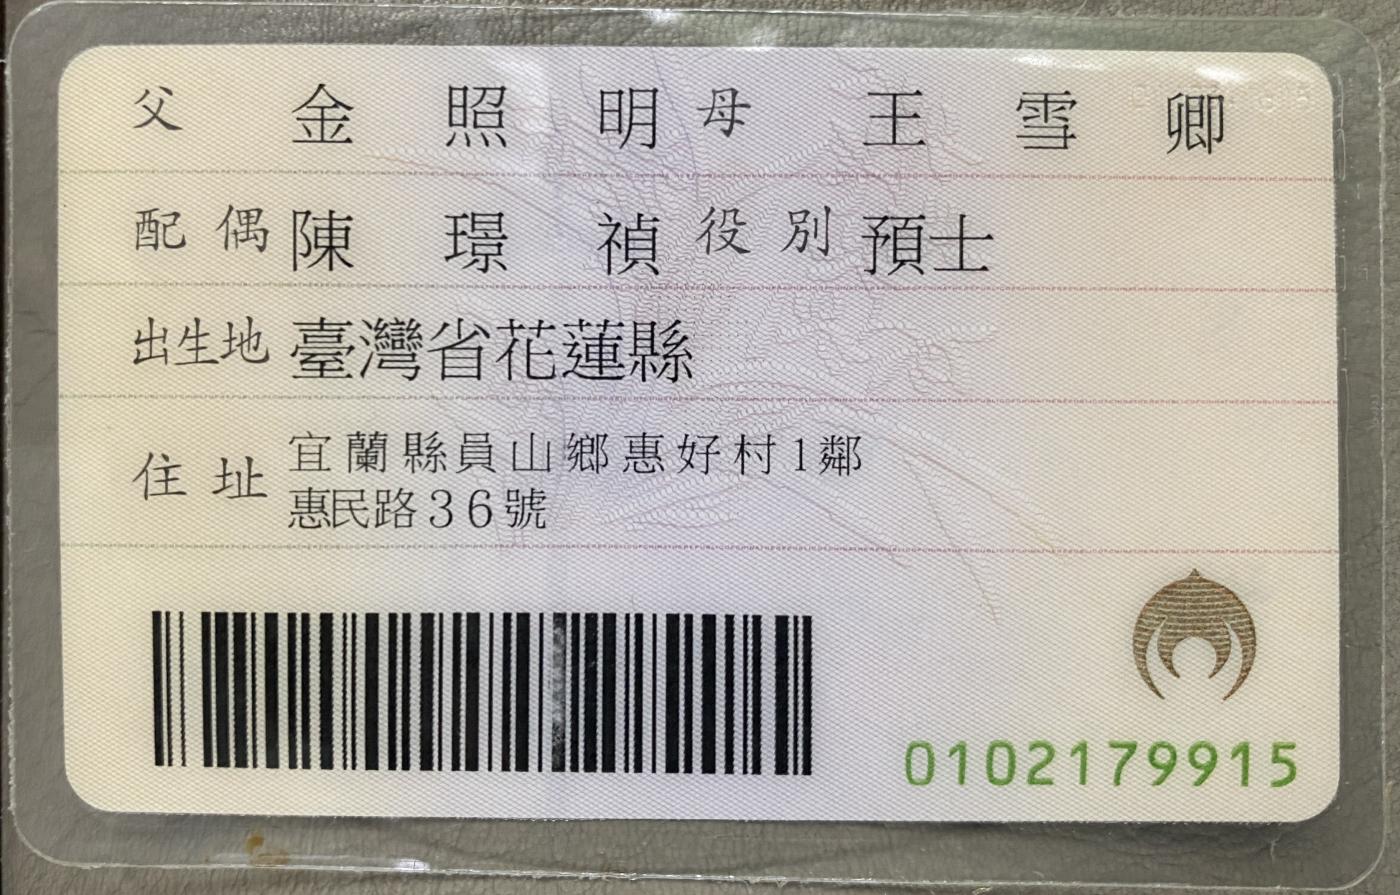 父 金照明 母 王雪卿
配偶 陳璟禎 役別 預士
出生地 臺灣省花蓮縣
住址 宜蘭縣員山鄉惠好村1鄰
惠民路36號
0102179915